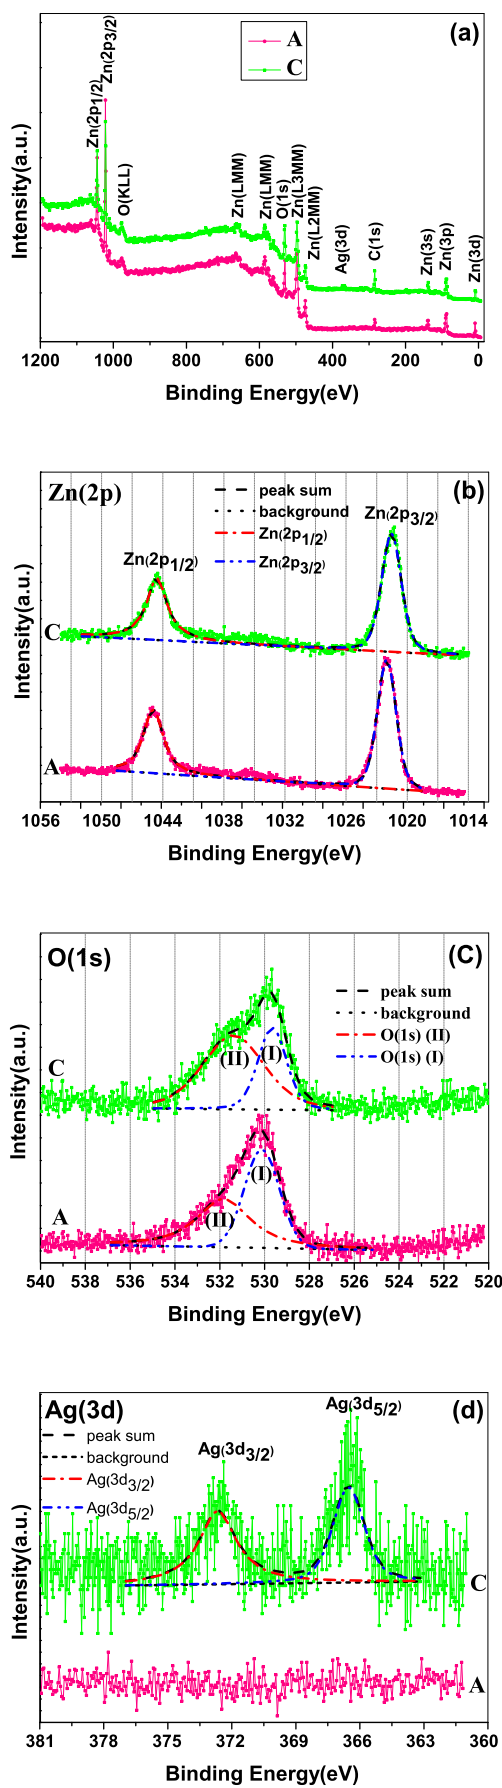 (a)
A
C
Zn(2p1/2)
Zn(2p3/2)
O(KLL)
Zn(LMM)
Zn(LMM)
O(1s)
Zn(L3MM)
Zn(L2MM)
Ag(3d)
C(1s)
Zn(3s)
Zn(3p)
Zn(3d)
Intensity(a.u.)
1200 1000 800 600 400 200 0
Binding Energy(eV)
Zn(2p)
(b)
peak sum
background
Zn(2p1/2)
Zn(2p3/2)
Zn(2p1/2)
Zn(2p3/2)
C
A
Intensity(a.u.)
1056 1050 1044 1038 1032 1026 1020 1014
Binding Energy(eV)
O(1s)
(C)
peak sum
background
O(1s) (II)
O(1s) (I)
(II)
(I)
C
(I)
(II)
A
Intensity(a.u.)
540 538 536 534 532 530 528 526 524 522 520
Binding Energy(eV)
Ag(3d)
(d)
peak sum
background
Ag(3d3/2)
Ag(3d5/2)
Ag(3d3/2)
Ag(3d5/2)
C
A
Intensity(a.u.)
381 378 375 372 369 366 363 360
Binding Energy(eV)